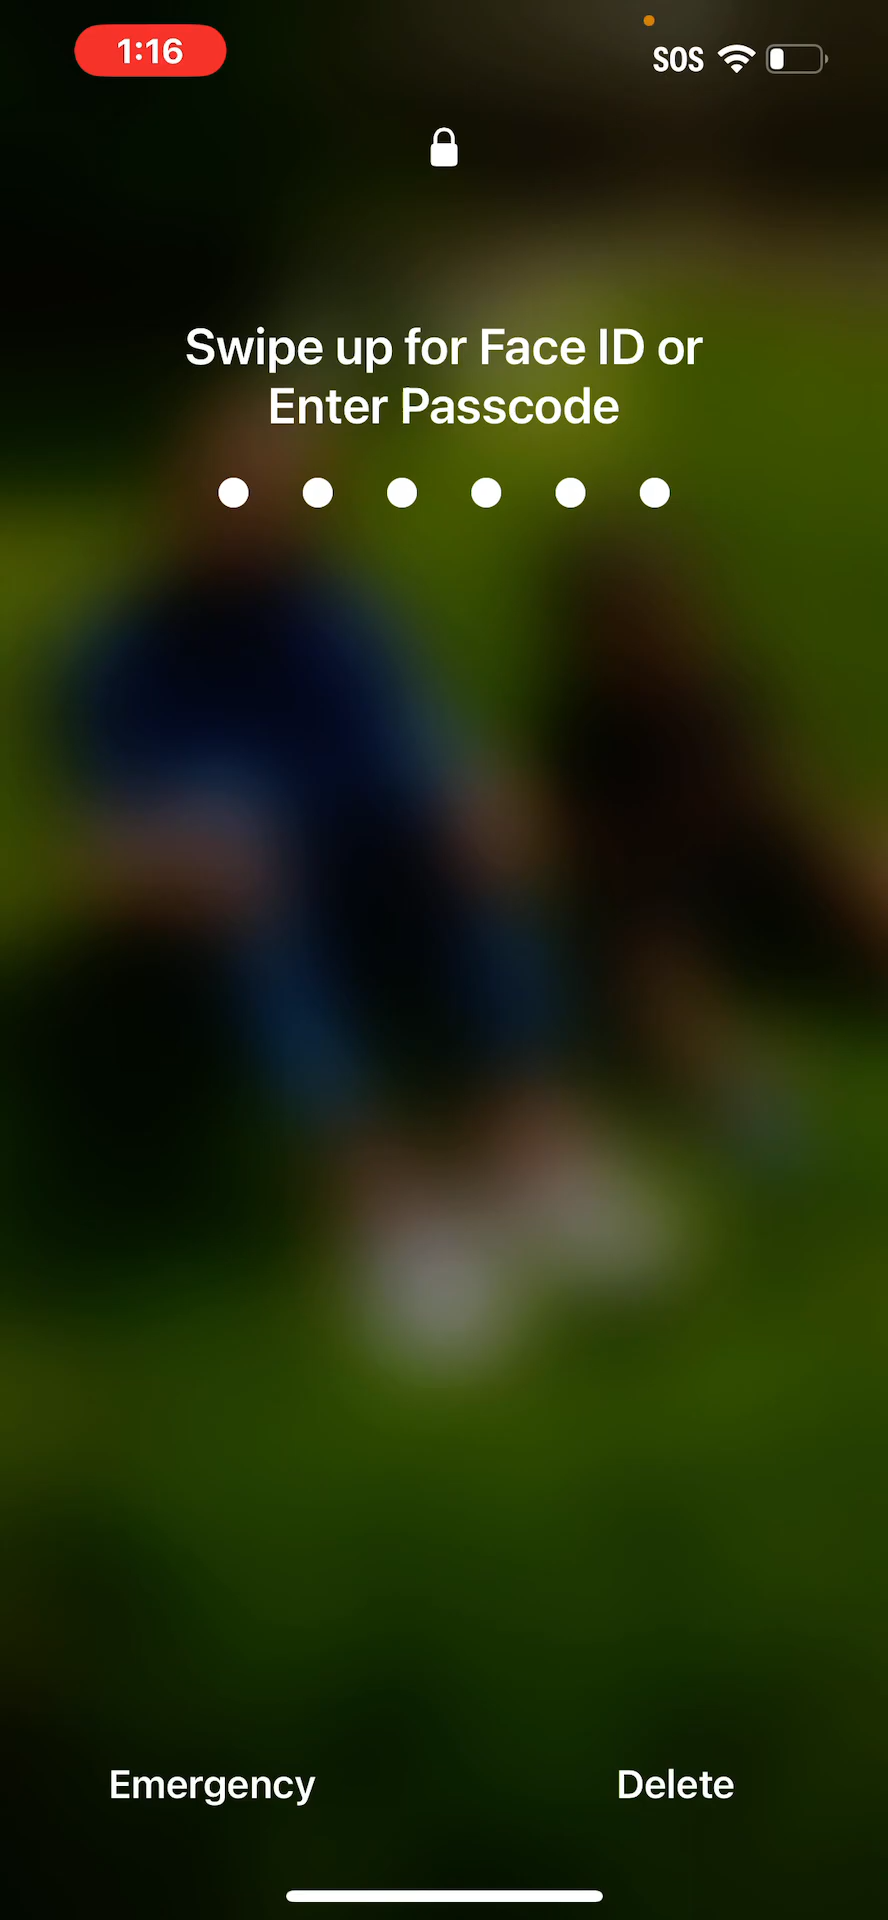 1:16
SOS
Swipe up for Face ID or
Enter Passcode
Emergency
Delete